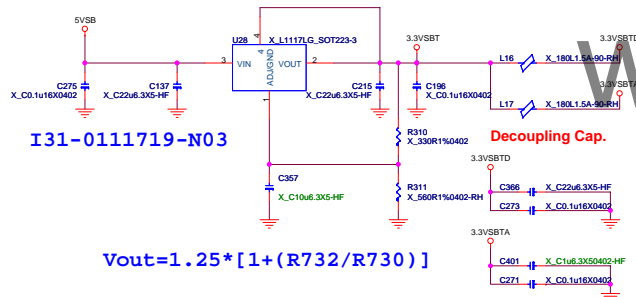 5VSB
U28 X_L1117LG_SOT223-3
4
4
3 VIN VOUT 2
ADJ/GND
1
3.3VSBT
3.3VSBTD
L16 X_180L1.5A-90-RH
3.3VSBTA
L17 X_180L1.5A-90-RH
C275
X_C0.1u16X0402
C137
X_C22u6.3X5-HF
C215
X_C22u6.3X5-HF
C196
X_C0.1u16X0402
I31-0111719-N03
R310
X_330R1%0402
Decoupling Cap.
C357
X_C10u6.3X5-HF
R311
X_560R1%0402-RH
3.3VSBTD
C366 X_C22u6.3X5-HF
C273 X_C0.1u16X0402
3.3VSBTA
C401 X_C1u6.3X50402-HF
C271 X_C0.1u16X0402
Vout=1.25*[1+(R732/R730)]